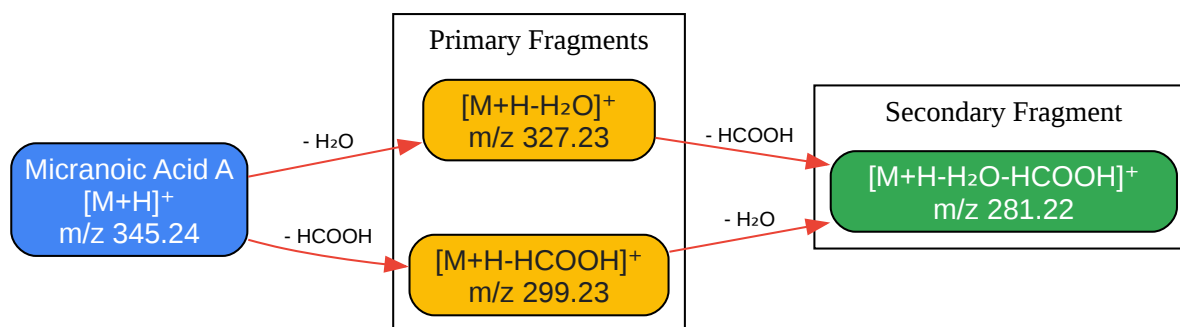 Primary Fragments
[M+H-H₂O]⁺
m/z 327.23
- H₂O
- HCOOH
Secondary Fragment
Micranoic Acid A
[M+H]⁺
m/z 345.24
[M+H-H₂O-HCOOH]⁺
m/z 281.22
- HCOOH
- H₂O
[M+H-HCOOH]⁺
m/z 299.23